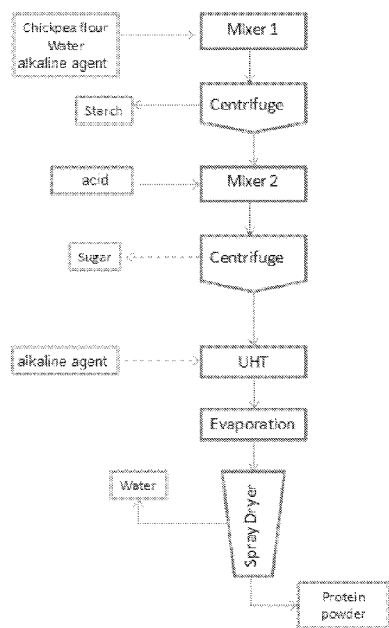 Chickpea flour
Water
alkaline agent
Mixer 1
Centrifuge
Starch
acid
Mixer 2
Sugar
Centrifuge
alkaline agent
UHT
Evaporation
Water
Spray Dryer
Protein
powder